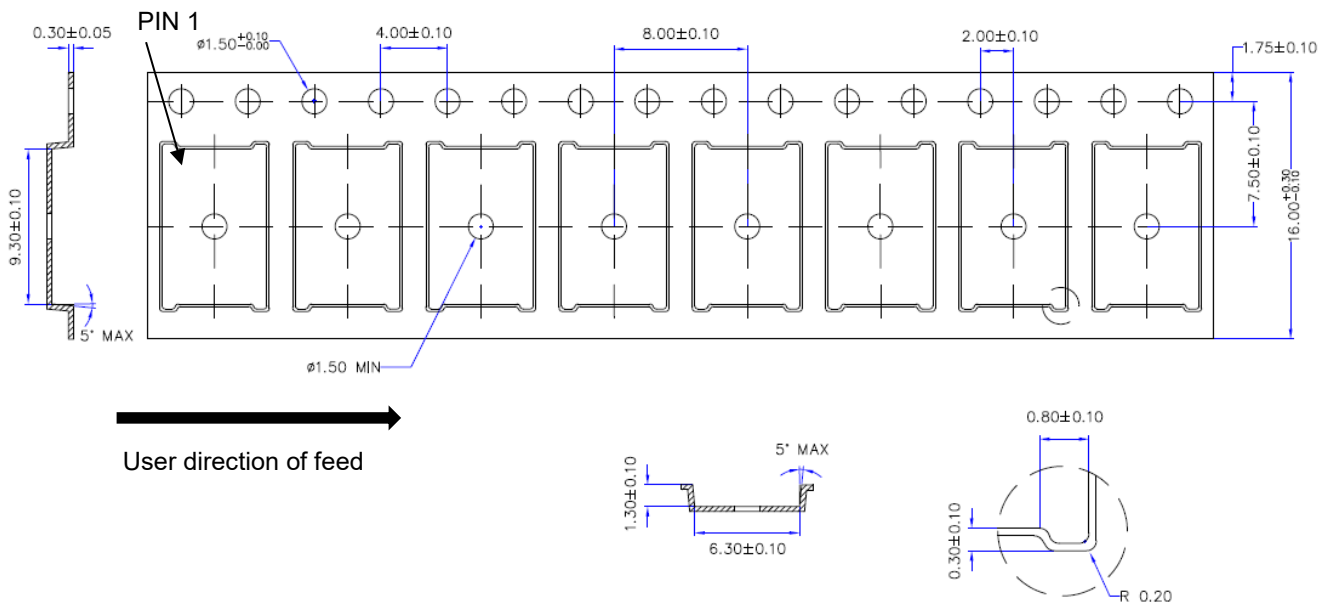 PIN 1
0.30±0.05
ø1.50+0.10-0.00
4.00±0.10
8.00±0.10
2.00±0.10
1.75±0.10
9.30±0.10
7.50±0.10
16.00+0.30-0.10
5° MAX
ø1.50 MIN
User direction of feed
5° MAX
1.30±0.10
6.30±0.10
0.80±0.10
0.30±0.10
R 0.20